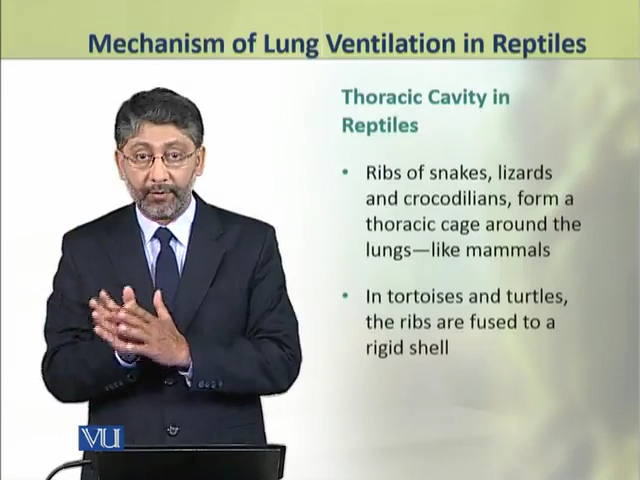 Mechanism of Lung Ventilation in Reptiles
Thoracic Cavity in
Reptiles
• Ribs of snakes, lizards
and crocodilians, form a
thoracic cage around the
lungs—like mammals
• In tortoises and turtles,
the ribs are fused to a
rigid shell
VU